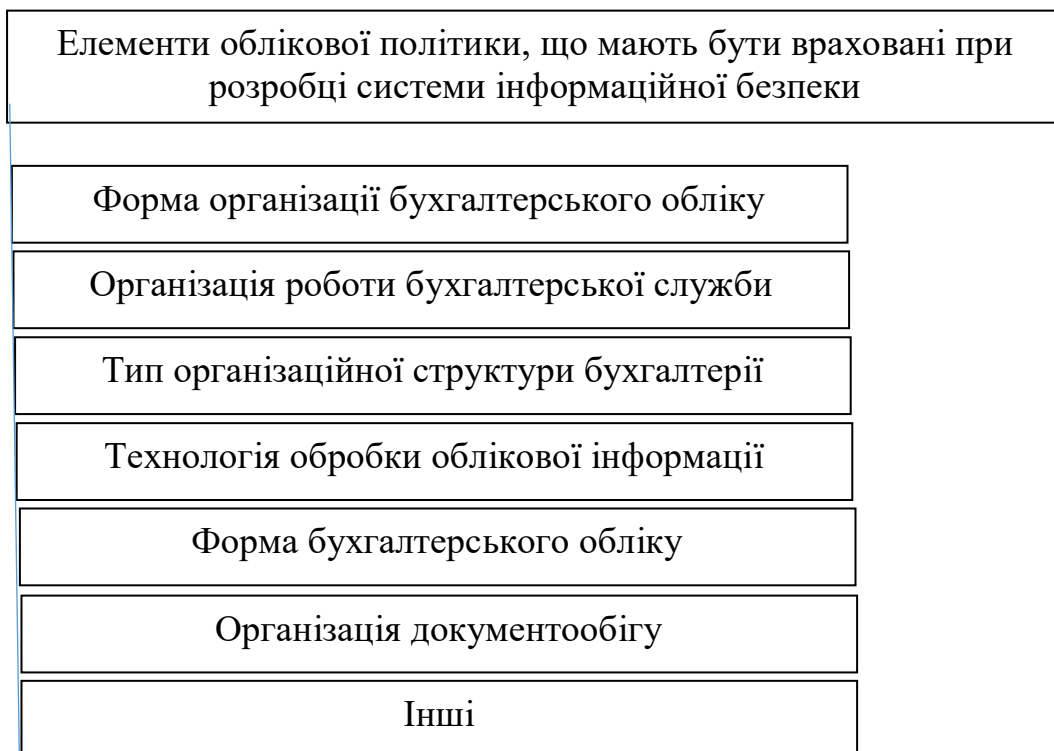 Елементи облікової політики, що мають бути враховані при
розробці системи інформаційної безпеки
Форма організації бухгалтерського обліку
Організація роботи бухгалтерської служби
Тип організаційної структури бухгалтерії
Технологія обробки облікової інформації
Форма бухгалтерського обліку
Організація документообігу
Інші